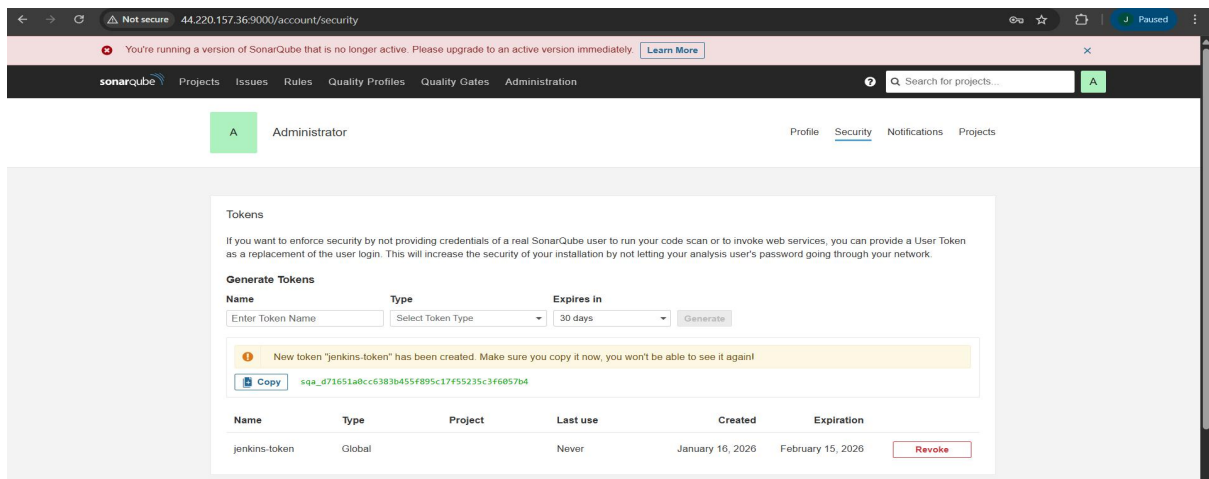 Not secure 44.220.157.36:9000/account/security
J Paused
You're running a version of SonarQube that is no longer active. Please upgrade to an active version immediately. Learn More
sonarqube Projects Issues Rules Quality Profiles Quality Gates Administration ? Search for projects... A
A Administrator Profile Security Notifications Projects
Tokens
If you want to enforce security by not providing credentials of a real SonarQube user to run your code scan or to invoke web services, you can provide a User Token
as a replacement of the user login. This will increase the security of your installation by not letting your analysis user's password going through your network.
Generate Tokens
Name Type Expires in
Enter Token Name Select Token Type 30 days Generate
New token "jenkins-token" has been created. Make sure you copy it now, you won't be able to see it again!
Copy sqa_d71651a0cc6383b455f895c17f55235c3f6057b4
Name Type Project Last use Created Expiration
jenkins-token Global Never January 16, 2026 February 15, 2026 Revoke